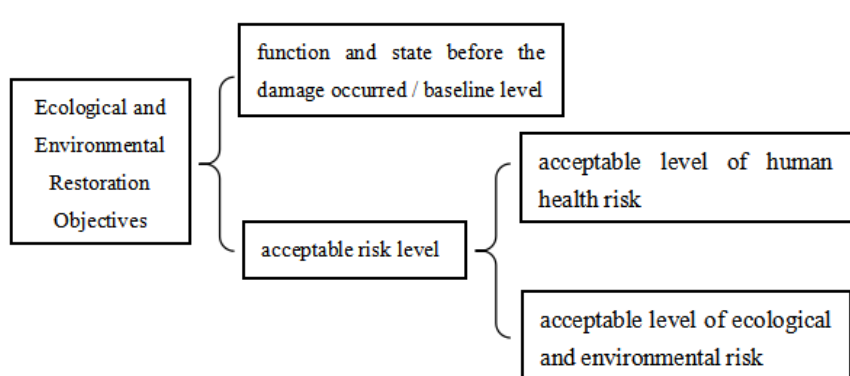 Ecological and
Environmental
Restoration
Objectives
function and state before the
damage occurred / baseline level
acceptable risk level
acceptable level of human
health risk
acceptable level of ecological
and environmental risk